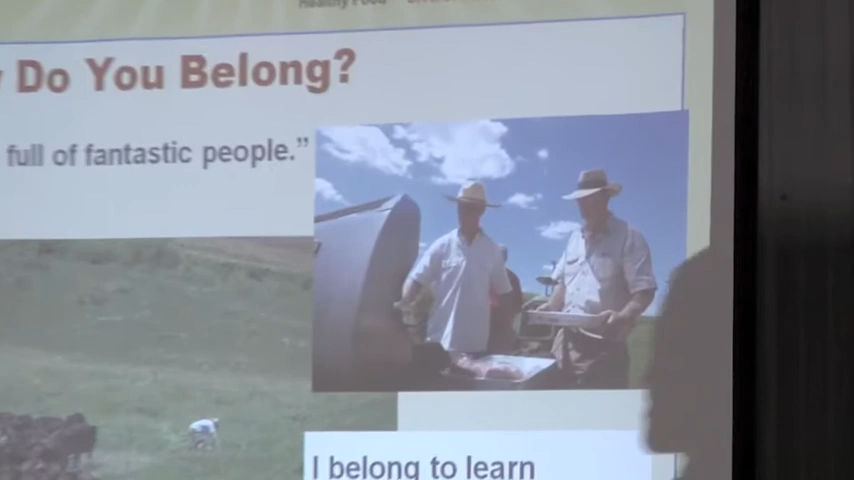 Healthy Food
Do You Belong?
full of fantastic people.”
I belong to learn